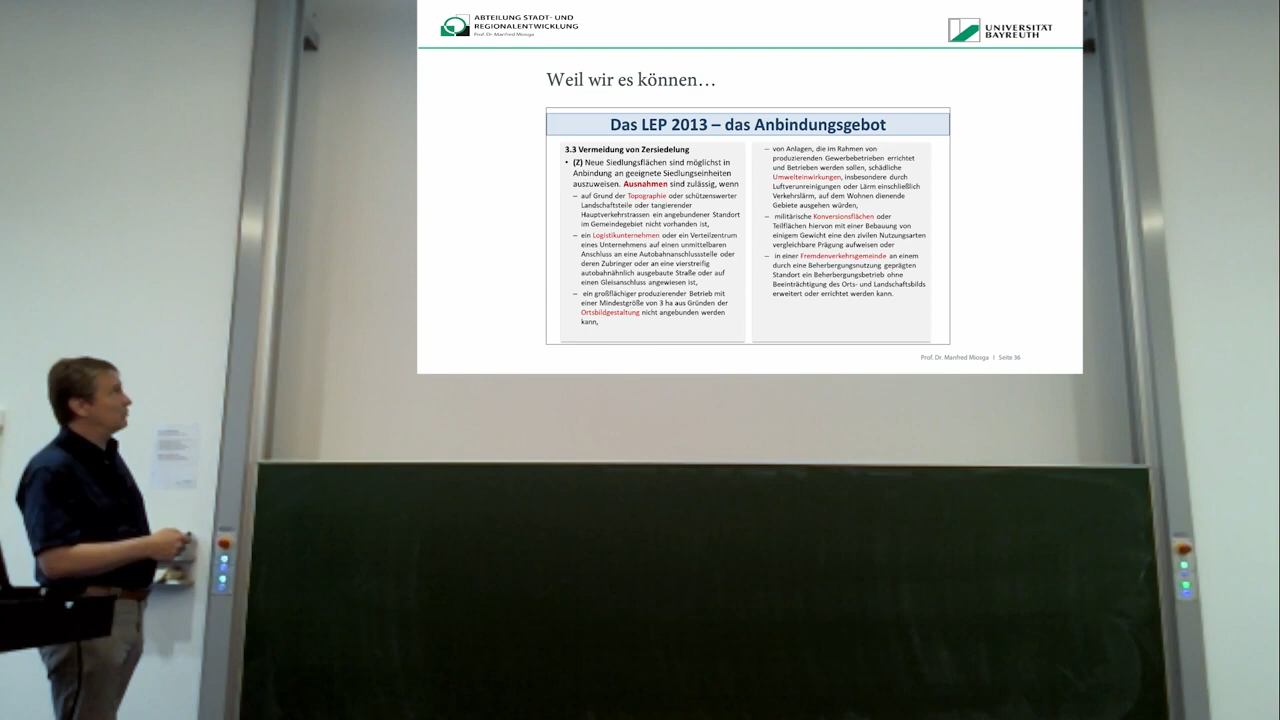 ABTEILUNG STADT- UND
REGIONALENTWICKLUNG
Prof. Dr. Manfred Miosga
UNIVERSITÄT
BAYREUTH
Weil wir es können…
Das LEP 2013 – das Anbindungsgebot
3.3 Vermeidung von Zersiedelung
• (Z) Neue Siedlungsflächen sind möglichst in
Anbindung an geeignete Siedlungseinheiten
auszuweisen. Ausnahmen sind zulässig, wenn
– auf Grund der Topographie oder schützenswerter
Landschaftsteile oder tangierender
Hauptverkehrstrassen ein angebundener Standort
im Gemeindegebiet nicht vorhanden ist,
– ein Logistikunternehmen oder ein Verteilzentrum
eines Unternehmens auf einen unmittelbaren
Anschluss an eine Autobahnanschlussstelle oder
deren Zubringer oder an eine vierstreifig
autobahnähnlich ausgebaute Straße oder auf
einen Gleisanschluss angewiesen ist,
– ein großflächiger produzierender Betrieb mit
einer Mindestgröße von 3 ha aus Gründen der
Ortsbildgestaltung nicht angebunden werden
kann,
– von Anlagen, die im Rahmen von
produzierenden Gewerbebetrieben errichtet
und Betrieben werden sollen, schädliche
Umwelteinwirkungen, insbesondere durch
Luftverunreinigungen oder Lärm einschließlich
Verkehrslärm, auf dem Wohnen dienende
Gebiete ausgehen würden,
– militärische Konversionsflächen oder
Teilflächen hiervon mit einer Bebauung von
einigem Gewicht eine den zivilen Nutzungsarten
vergleichbare Prägung aufweisen oder
– in einer Fremdenverkehrsgemeinde an einem
durch eine Beherbergungsnutzung geprägten
Standort ein Beherbergungsbetrieb ohne
Beeinträchtigung des Orts- und Landschaftsbilds
erweitert oder errichtet werden kann.
Prof. Dr. Manfred Miosga | Seite 36